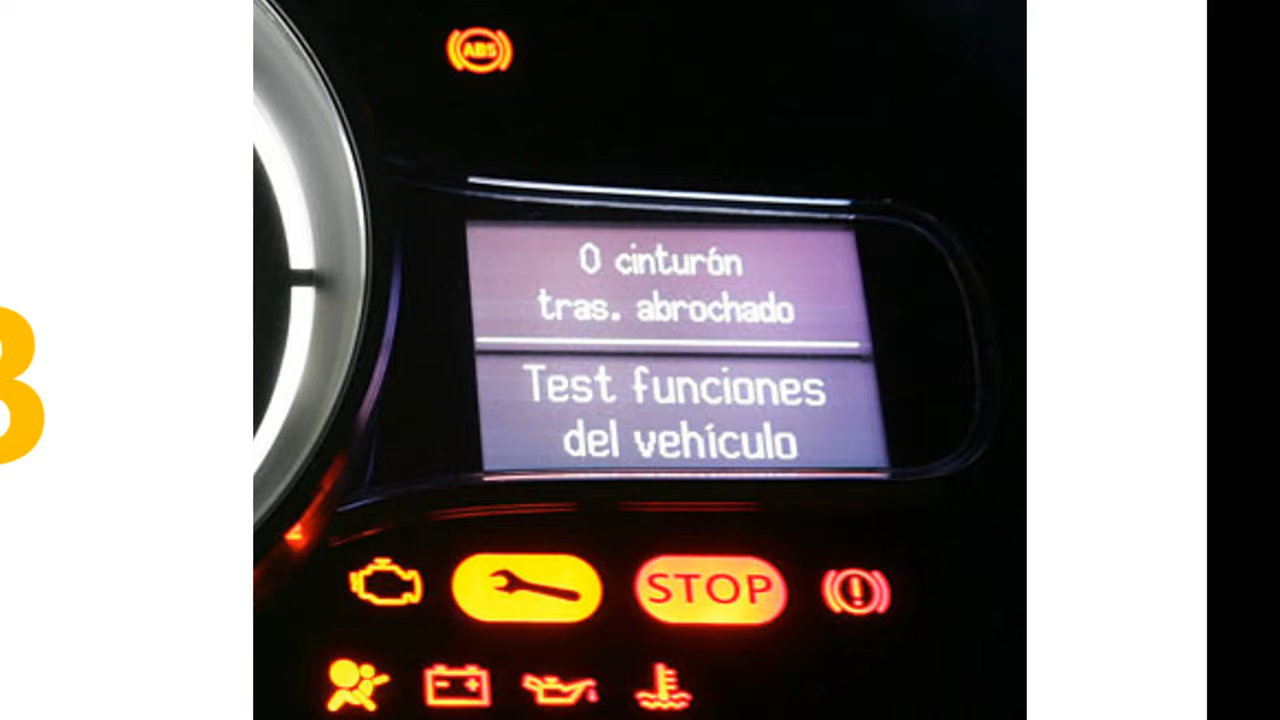 ABS
0 cinturón
tras. abrochado
Test funciones
del vehículo
STOP